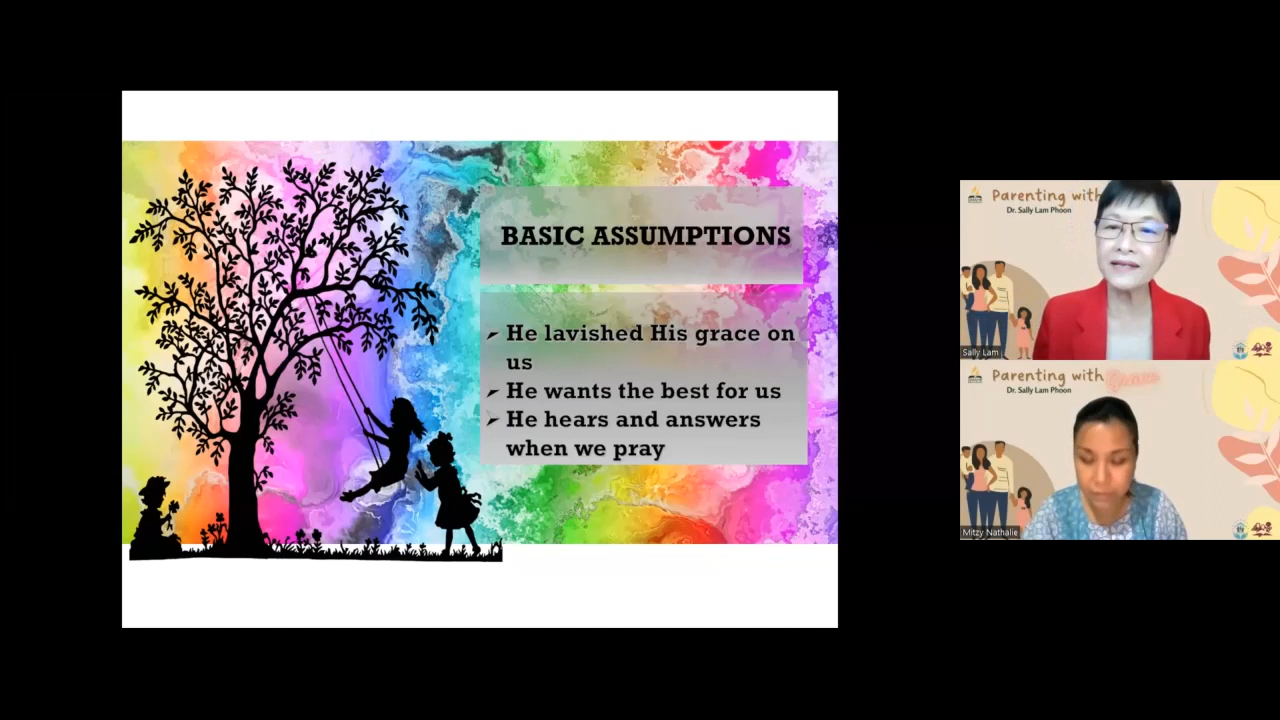 BASIC ASSUMPTIONS
➢ He lavished His grace on
us
➢ He wants the best for us
➢ He hears and answers
when we pray
Parenting with
Dr. Sally Lam Phoon
Sally Lam
Parenting with Grace
Dr. Sally Lam Phoon
Mitzy Nathalie